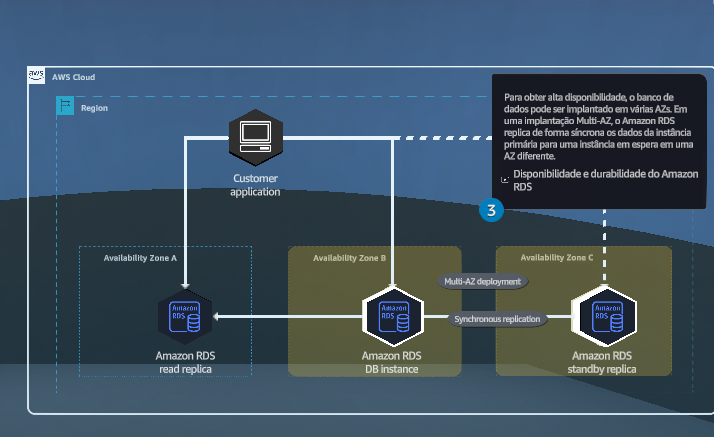 aws
AWS Cloud
Region
Para obter alta disponibilidade, o banco de
dados pode ser implantado em várias AZs. Em
uma implantação Multi-AZ, o Amazon RDS
replica de forma síncrona os dados da instância
primária para uma instância em espera em uma
AZ diferente.
Disponibilidade e durabilidade do Amazon
RDS
3
Customer
application
Availability Zone A
Availability Zone B
Availability Zone C
Multi-AZ deployment
Synchronous replication
Amazon
RDS
Amazon
RDS
Amazon
RDS
Amazon RDS
read replica
Amazon RDS
DB instance
Amazon RDS
standby replica